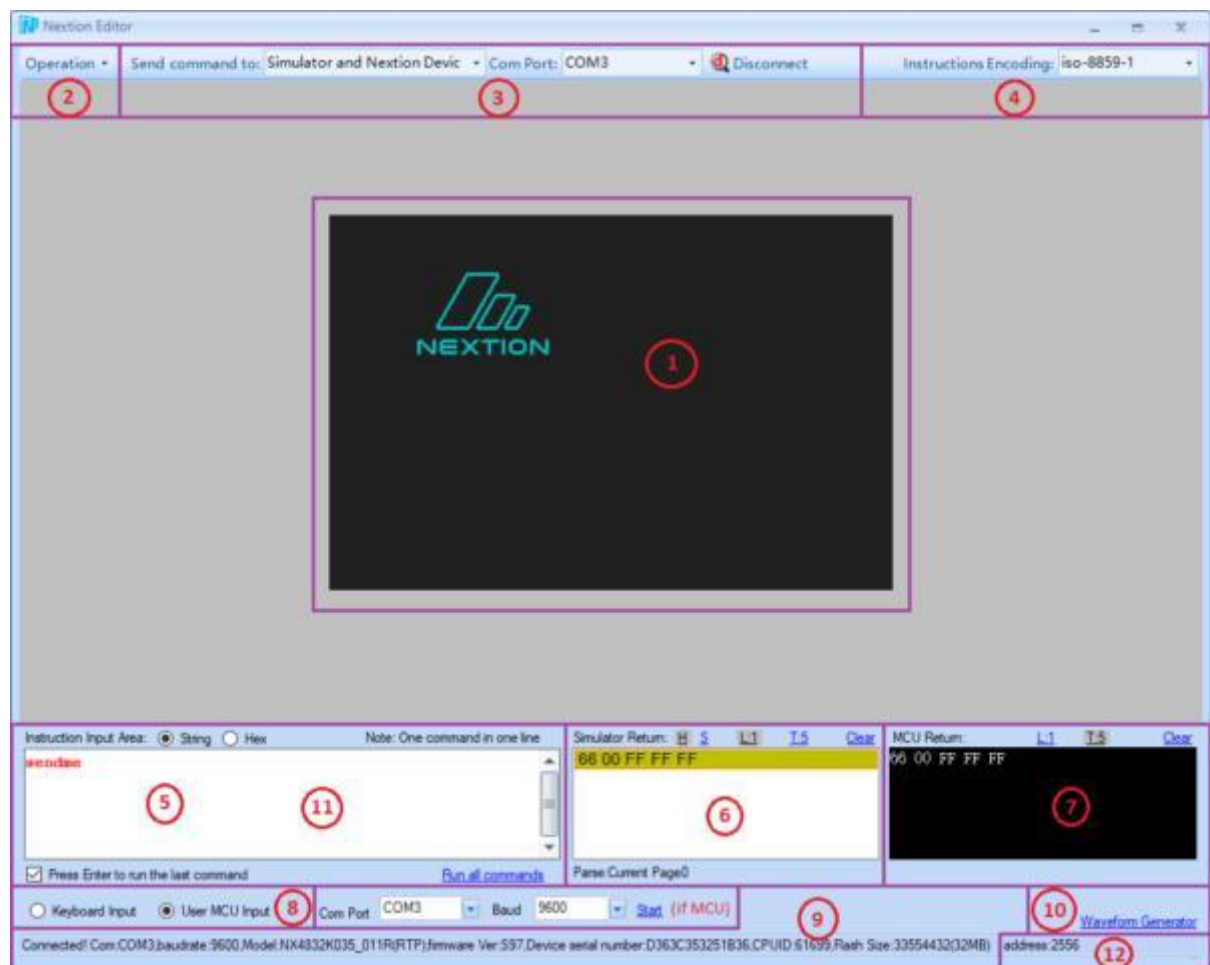 Nextion Editor
Operation Send command to: Simulator and Nextion Devic Com Port: COM3 Disconnect Instructions Encoding: iso-8859-1
2 3 4
NEXTION
1
Instruction Input Area: String Hex Note: One command in one line Simulator Return: H S L:1 T:5 Clear MCU Return: L:1 T:5 Clear
sendme 66 00 FF FF FF 66 00 FF FF FF
5 11 6 7
Press Enter to run the last command Run all commands Parse:Current Page0
Keyboard Input User MCU Input 8 Com Port COM3 Baud 9600 Start (if MCU) 9 10 Waveform Generator
Connected! Com:COM3,baudrate:9600,Model:NX4832K035_011R(RTP),firmware Ver:S97,Device serial number:D363C353251B36,CPUID:61699,Flash Size:33554432(32MB) address:2556
12